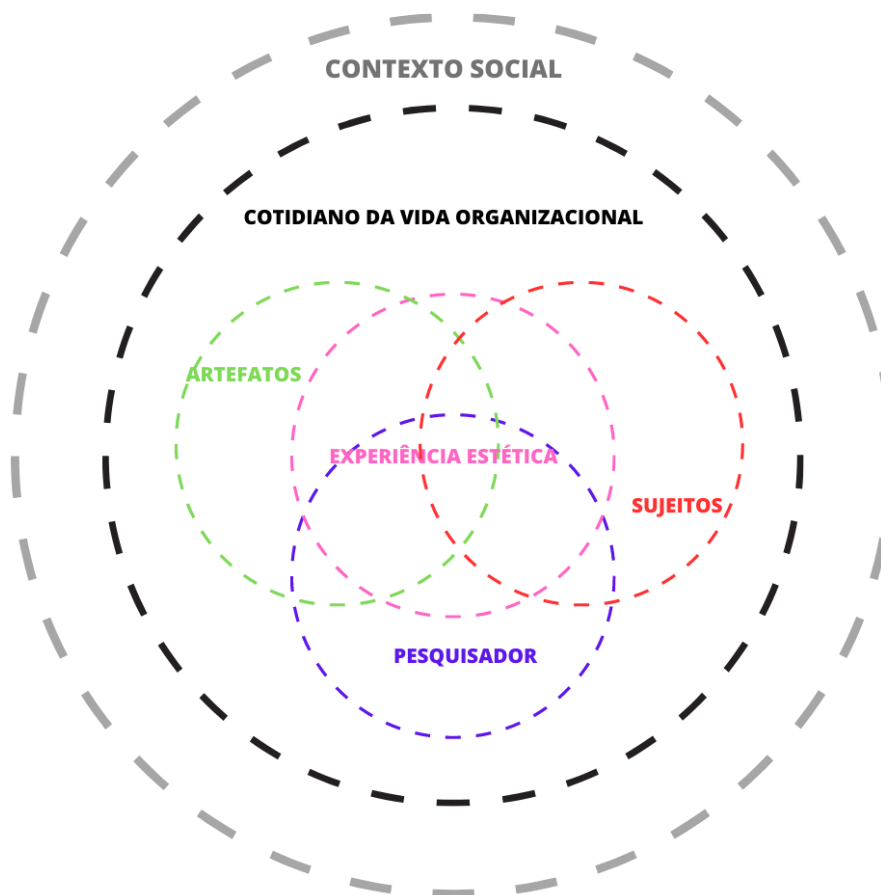 CONTEXTO SOCIAL
COTIDIANO DA VIDA ORGANIZACIONAL
ARTEFATOS
EXPERIÊNCIA ESTÉTICA
SUJEITOS
PESQUISADOR